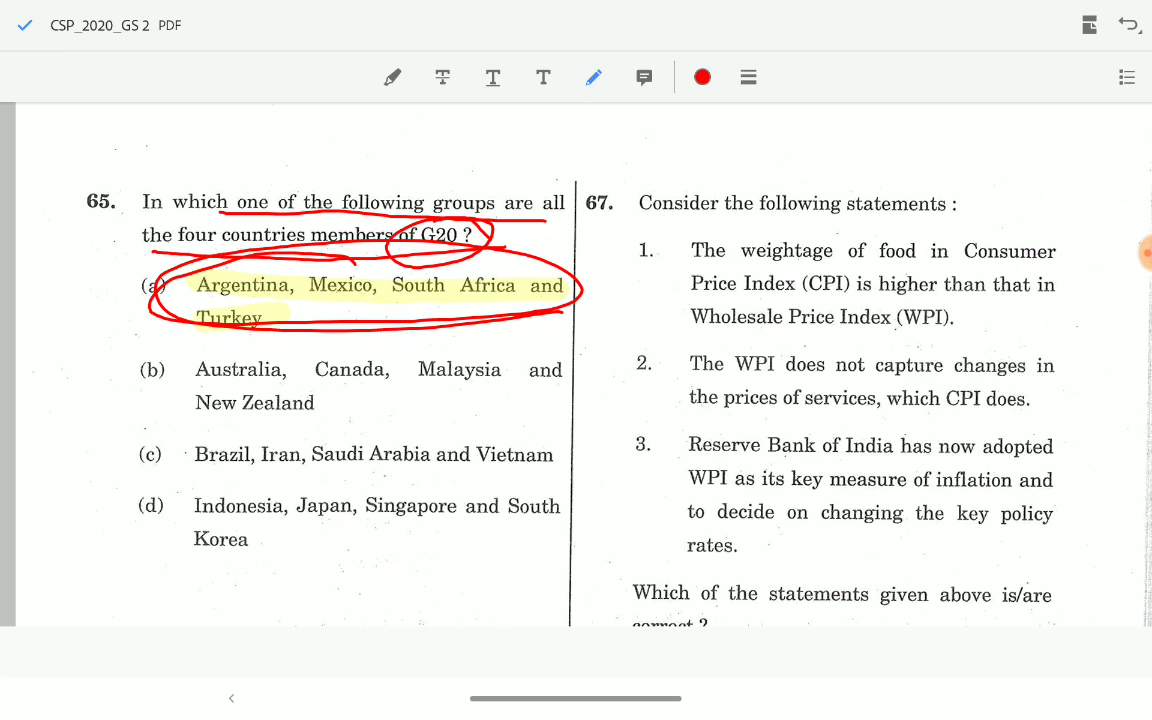 CSP_2020_GS 2 PDF
65. In which one of the following groups are all
the four countries members of G20 ?
(a) Argentina, Mexico, South Africa and
Turkey
(b) Australia, Canada, Malaysia and
New Zealand
(c) Brazil, Iran, Saudi Arabia and Vietnam
(d) Indonesia, Japan, Singapore and South
Korea
67. Consider the following statements :
1. The weightage of food in Consumer
Price Index (CPI) is higher than that in
Wholesale Price Index (WPI).
2. The WPI does not capture changes in
the prices of services, which CPI does.
3. Reserve Bank of India has now adopted
WPI as its key measure of inflation and
to decide on changing the key policy
rates.
Which of the statements given above is/are
correct ?